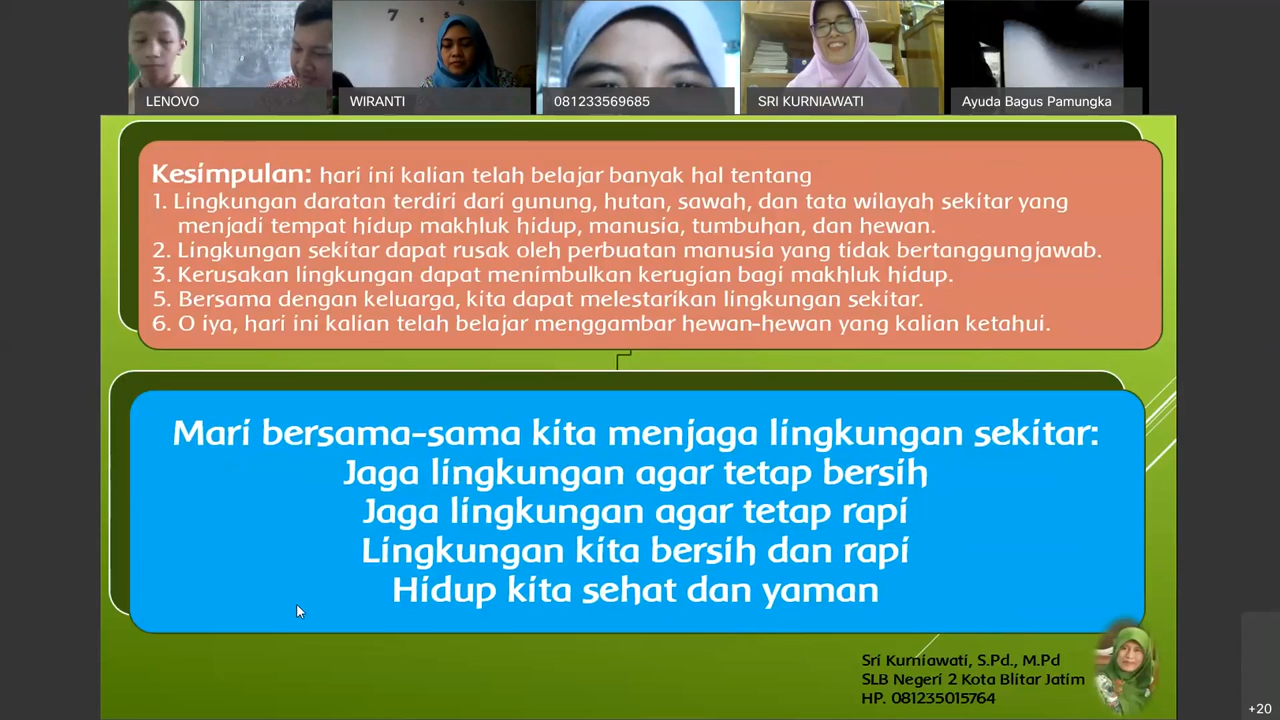 LENOVO
WIRANTI
081233569685
SRI KURNIAWATI
Ayuda Bagus Pamungka
Kesimpulan: hari ini kalian telah belajar banyak hal tentang
1. Lingkungan daratan terdiri dari gunung, hutan, sawah, dan tata wilayah sekitar yang
menjadi tempat hidup makhluk hidup, manusia, tumbuhan, dan hewan.
2. Lingkungan sekitar dapat rusak oleh perbuatan manusia yang tidak bertanggungjawab.
3. Kerusakan lingkungan dapat menimbulkan kerugian bagi makhluk hidup.
5. Bersama dengan keluarga, kita dapat melestarikan lingkungan sekitar.
6. O iya, hari ini kalian telah belajar menggambar hewan-hewan yang kalian ketahui.
Mari bersama-sama kita menjaga lingkungan sekitar:
Jaga lingkungan agar tetap bersih
Jaga lingkungan agar tetap rapi
Lingkungan kita bersih dan rapi
Hidup kita sehat dan yaman
Sri Kurniawati, S.Pd., M.Pd
SLB Negeri 2 Kota Blitar Jatim
HP. 081235015764
+20